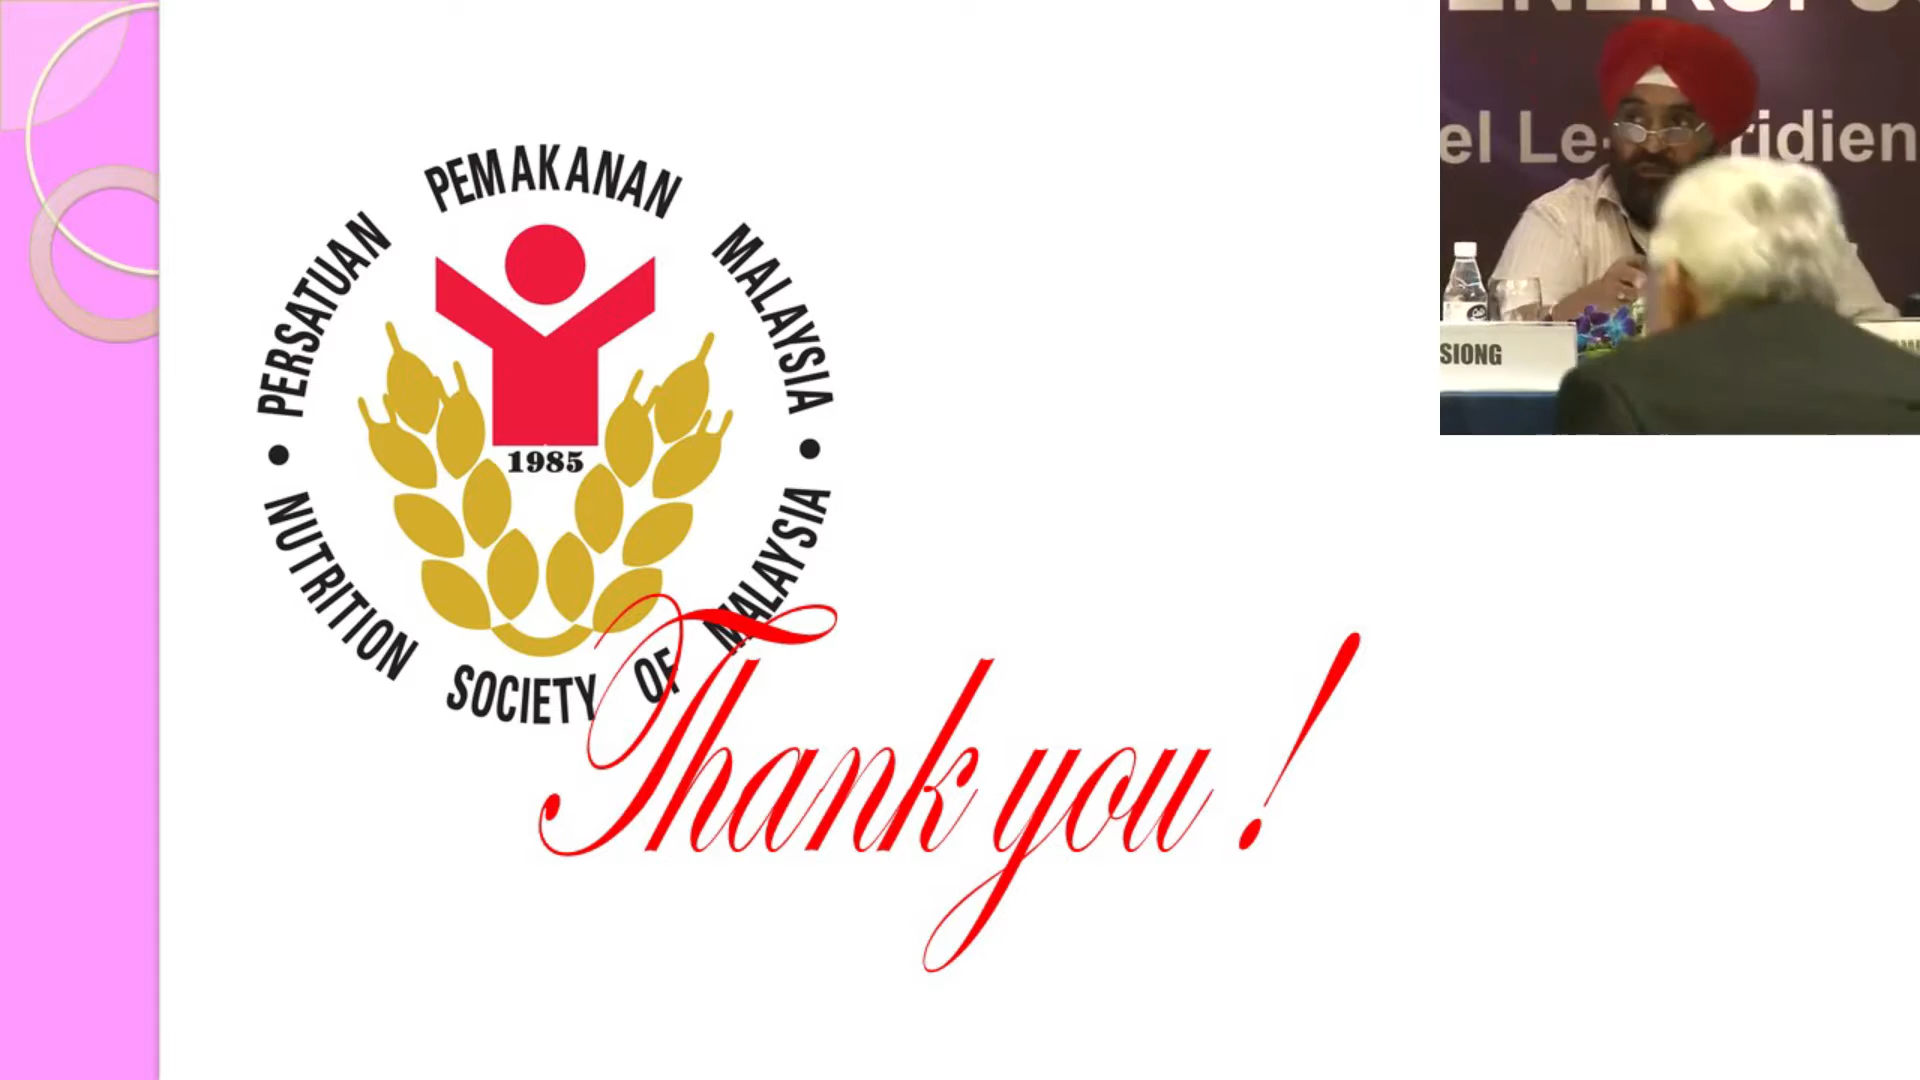 PERSATUAN PEMAKANAN MALAYSIA
1985
NUTRITION SOCIETY OF MALAYSIA
Thank you !
el Le-
ridien
SIONG